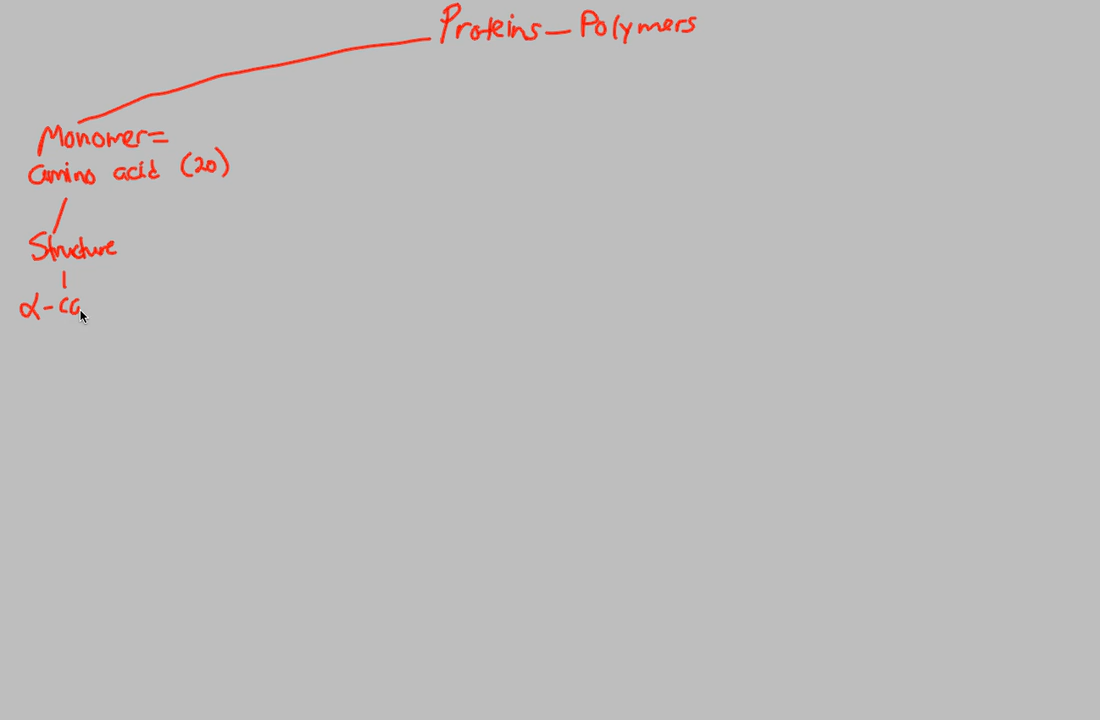 Proteins — Polymers
Monomer =
amino acid (20)
Structure
α - ca